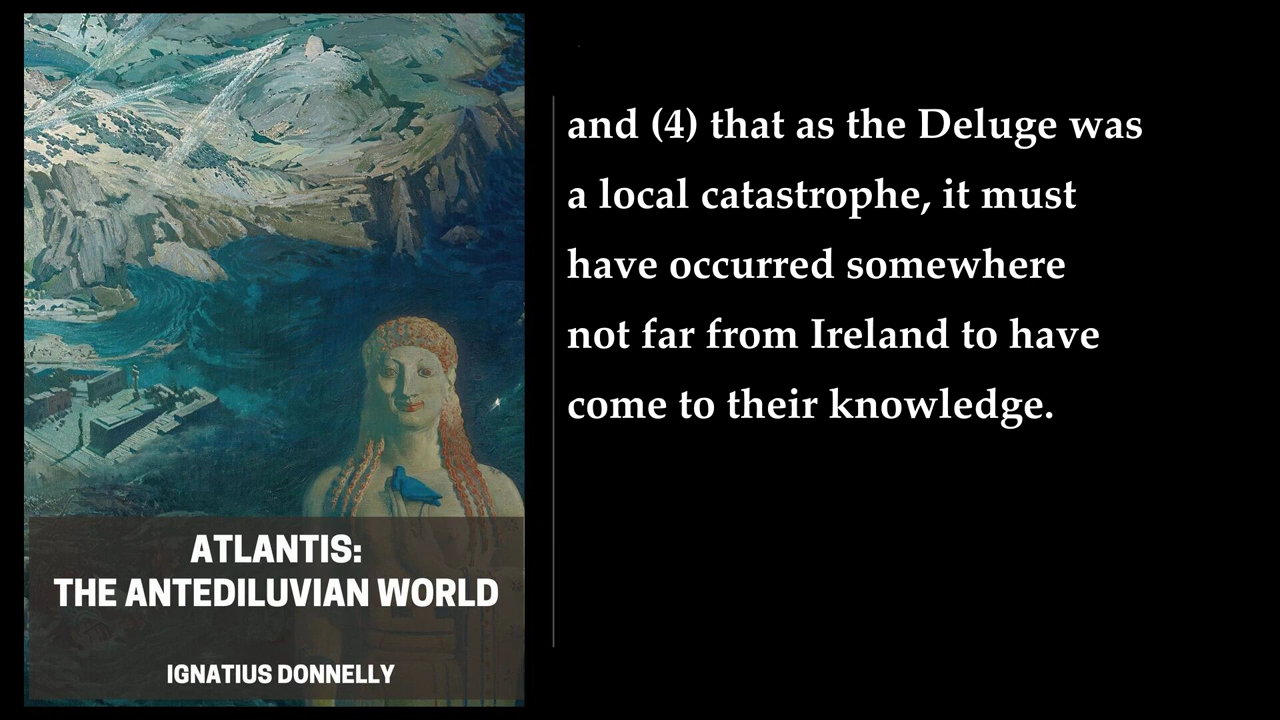 and (4) that as the Deluge was
a local catastrophe, it must
have occurred somewhere
not far from Ireland to have
come to their knowledge.
ATLANTIS:
THE ANTEDILUVIAN WORLD
IGNATIUS DONNELLY